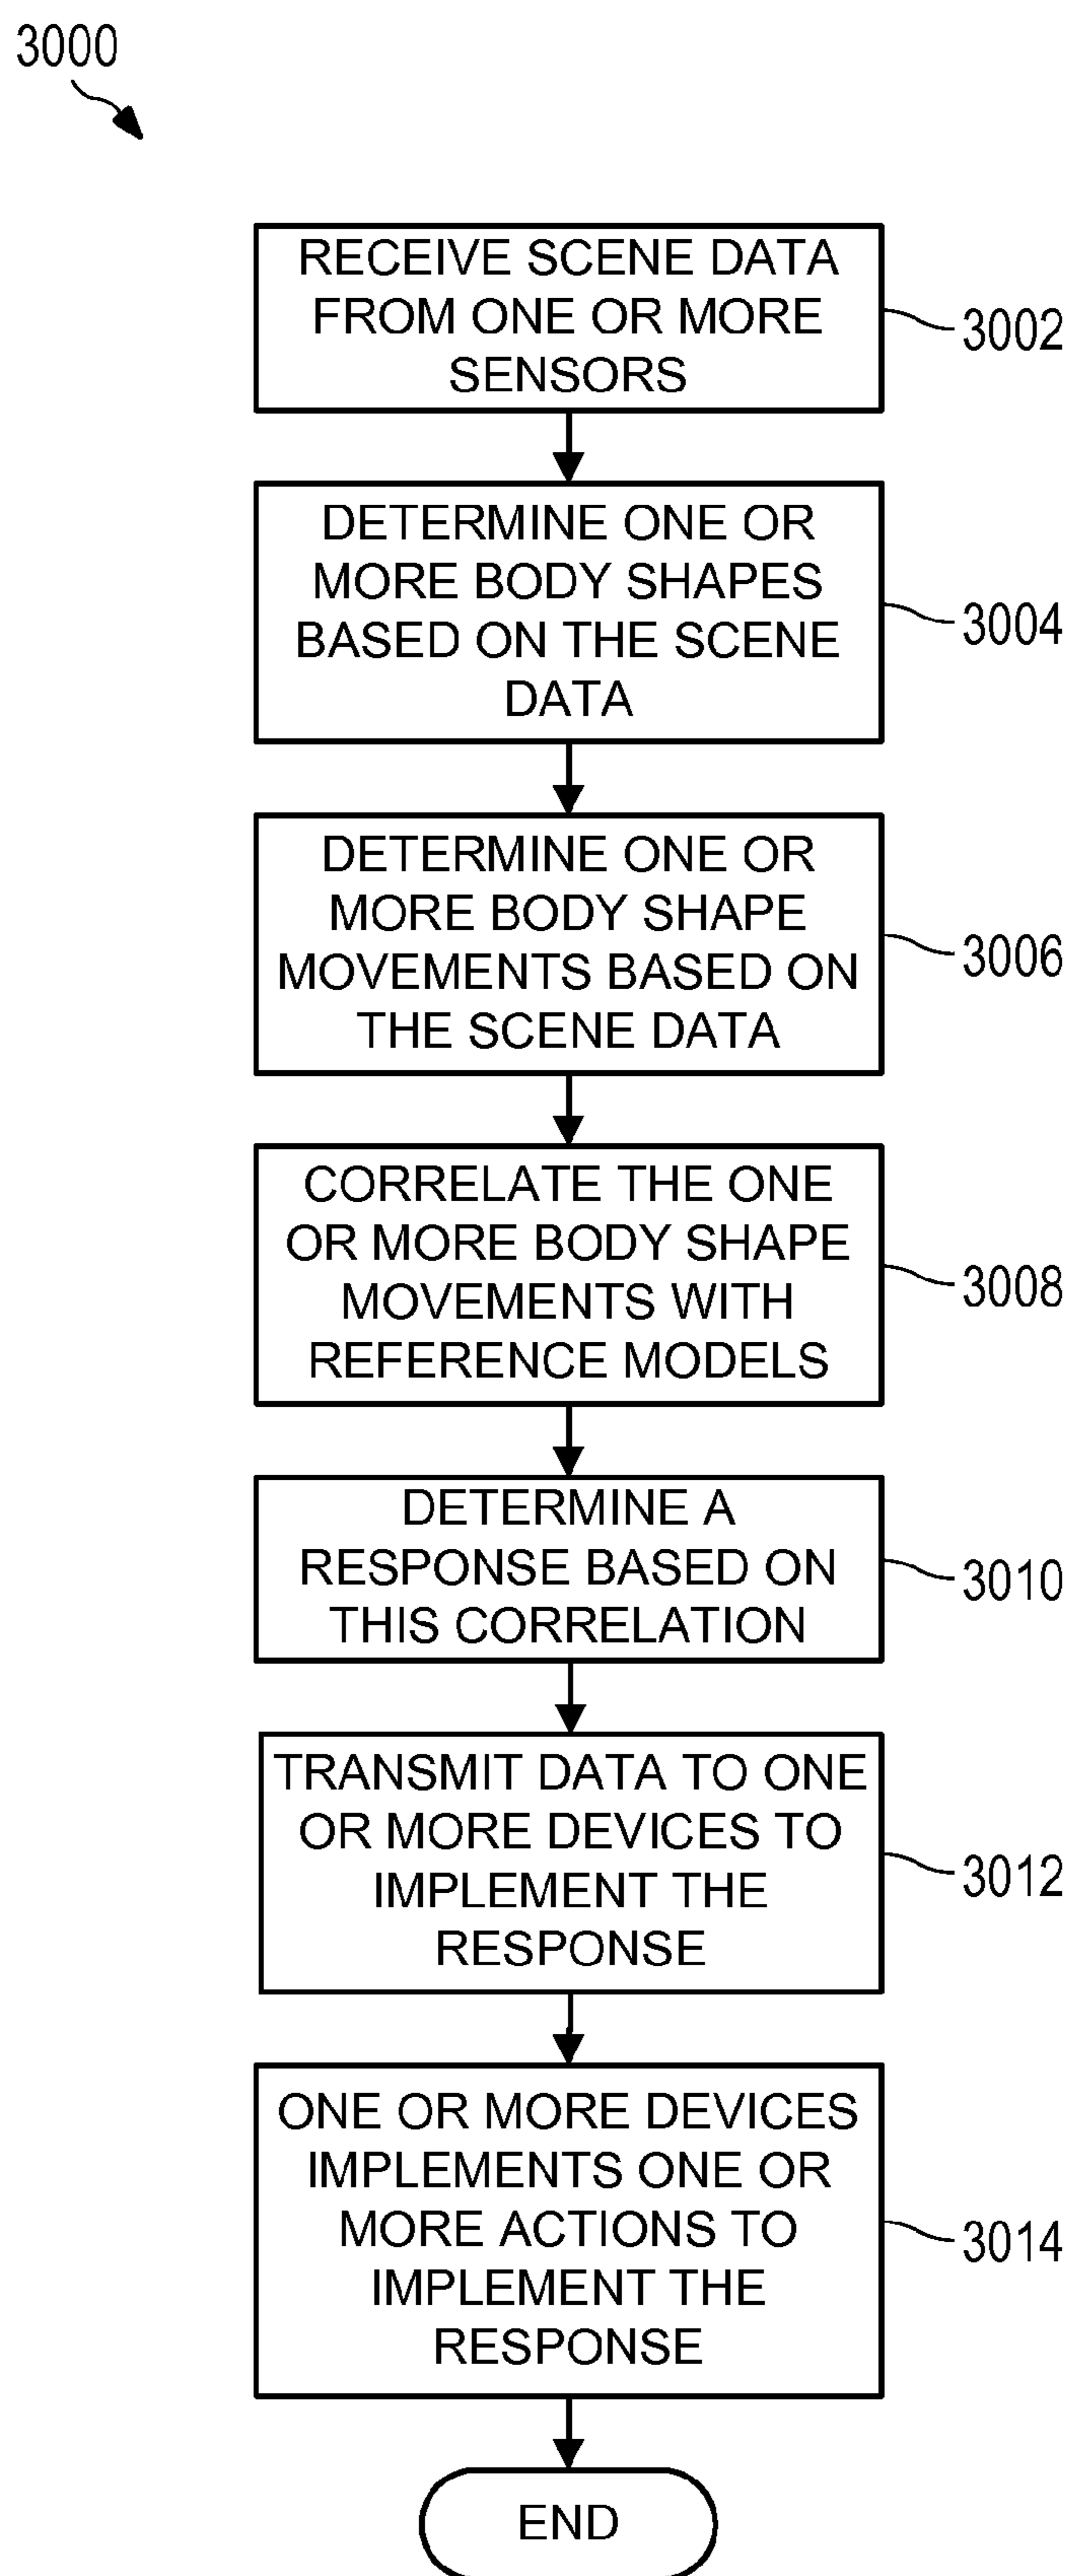 3000
RECEIVE SCENE DATA
FROM ONE OR MORE
SENSORS
3002
DETERMINE ONE OR
MORE BODY SHAPES
BASED ON THE SCENE
DATA
3004
DETERMINE ONE OR
MORE BODY SHAPE
MOVEMENTS BASED ON
THE SCENE DATA
3006
CORRELATE THE ONE
OR MORE BODY SHAPE
MOVEMENTS WITH
REFERENCE MODELS
3008
DETERMINE A
RESPONSE BASED ON
THIS CORRELATION
3010
TRANSMIT DATA TO ONE
OR MORE DEVICES TO
IMPLEMENT THE
RESPONSE
3012
ONE OR MORE DEVICES
IMPLEMENTS ONE OR
MORE ACTIONS TO
IMPLEMENT THE
RESPONSE
3014
END